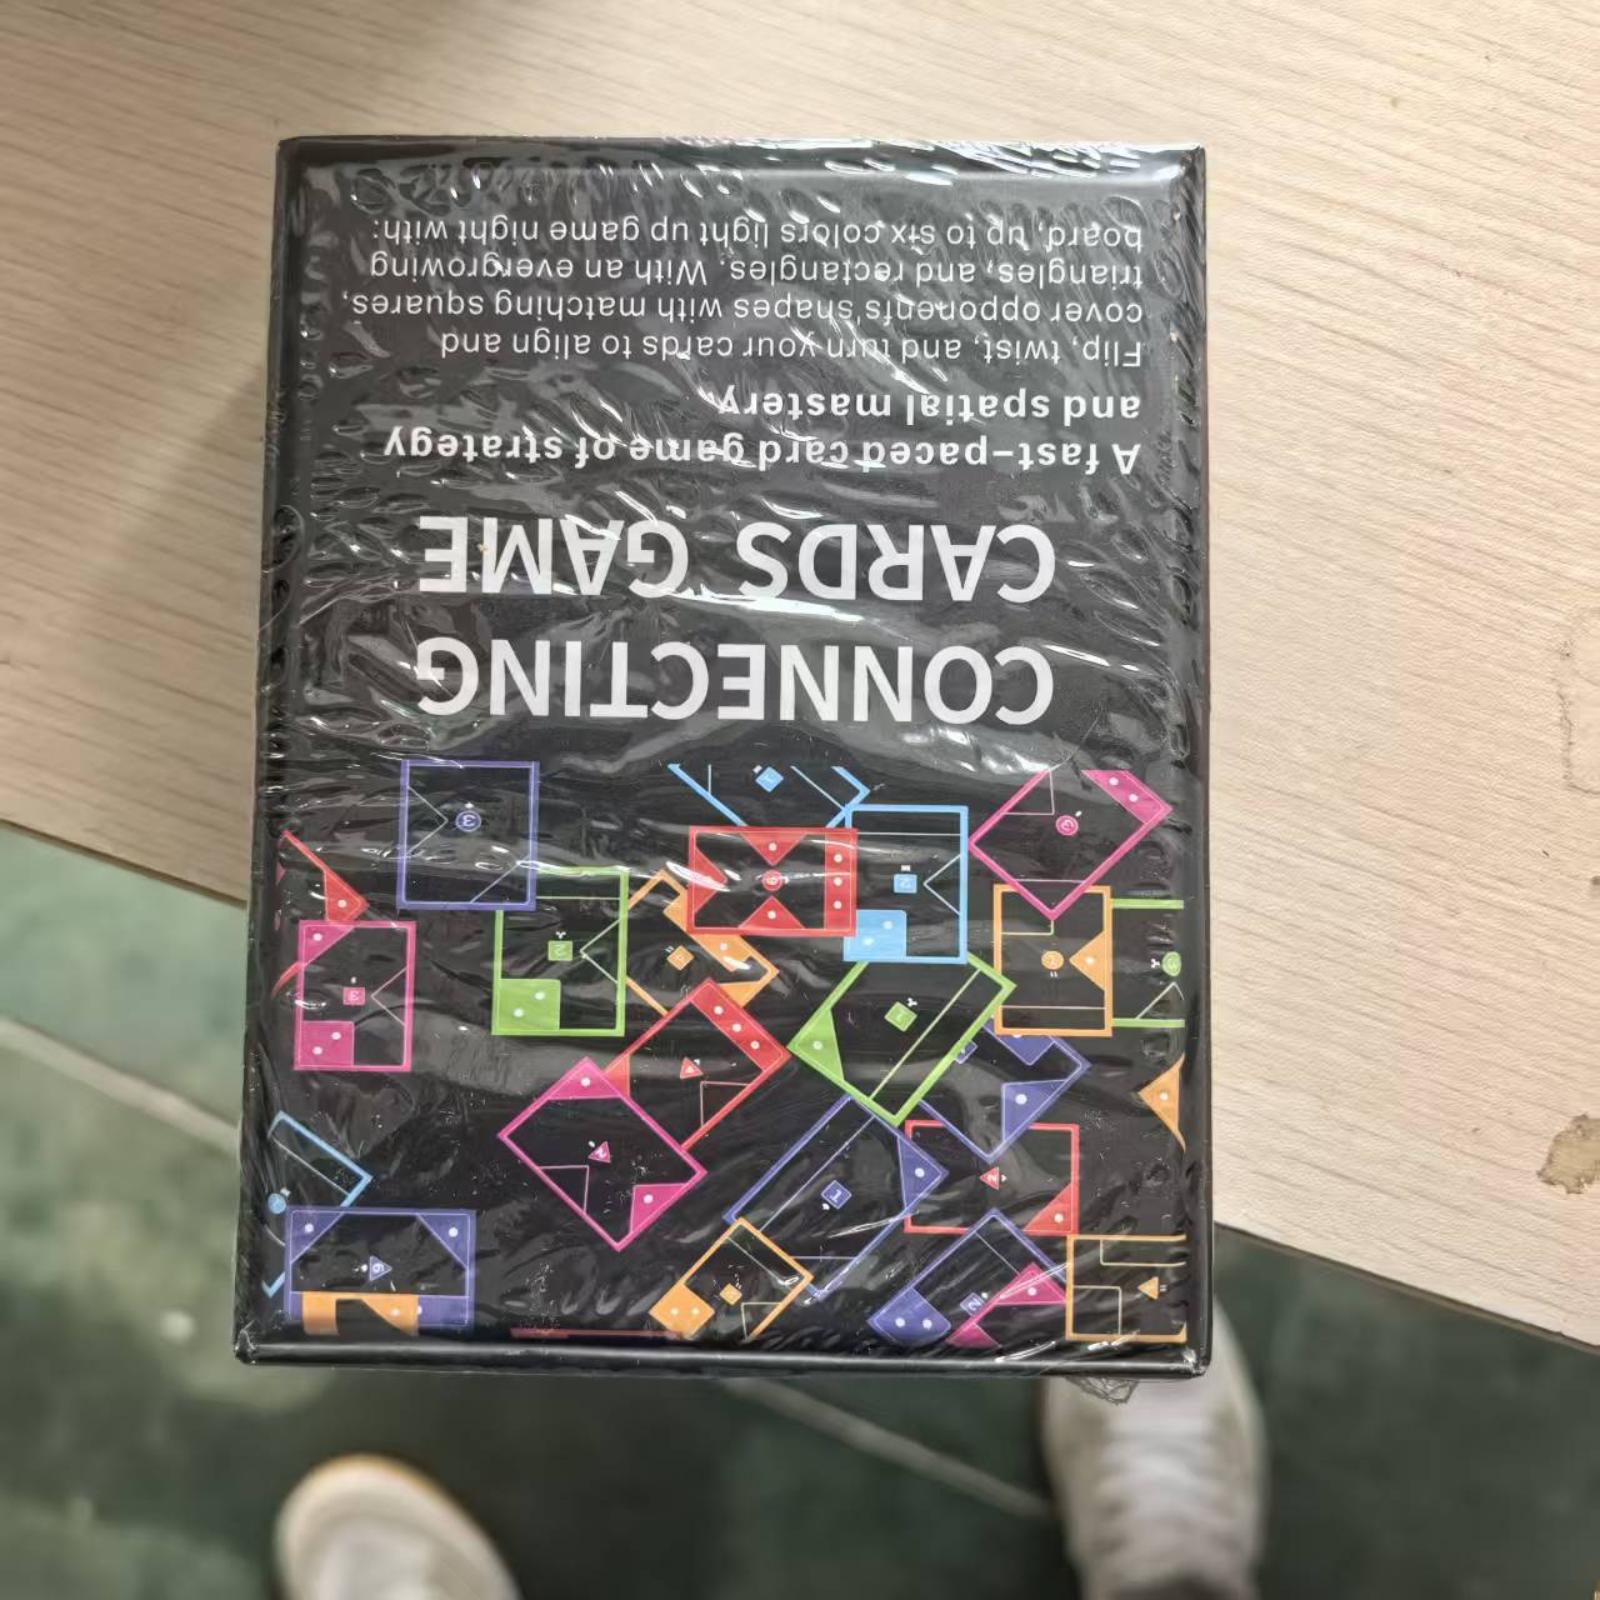 CONNECTING
CARDS GAME
A fast-paced card game of strategy
and spatial mastery
Flip, twist, and turn your cards to align and
cover opponents' shapes with matching squares,
triangles, and rectangles. With an evergrowing
board, up to six colors light up game night with: